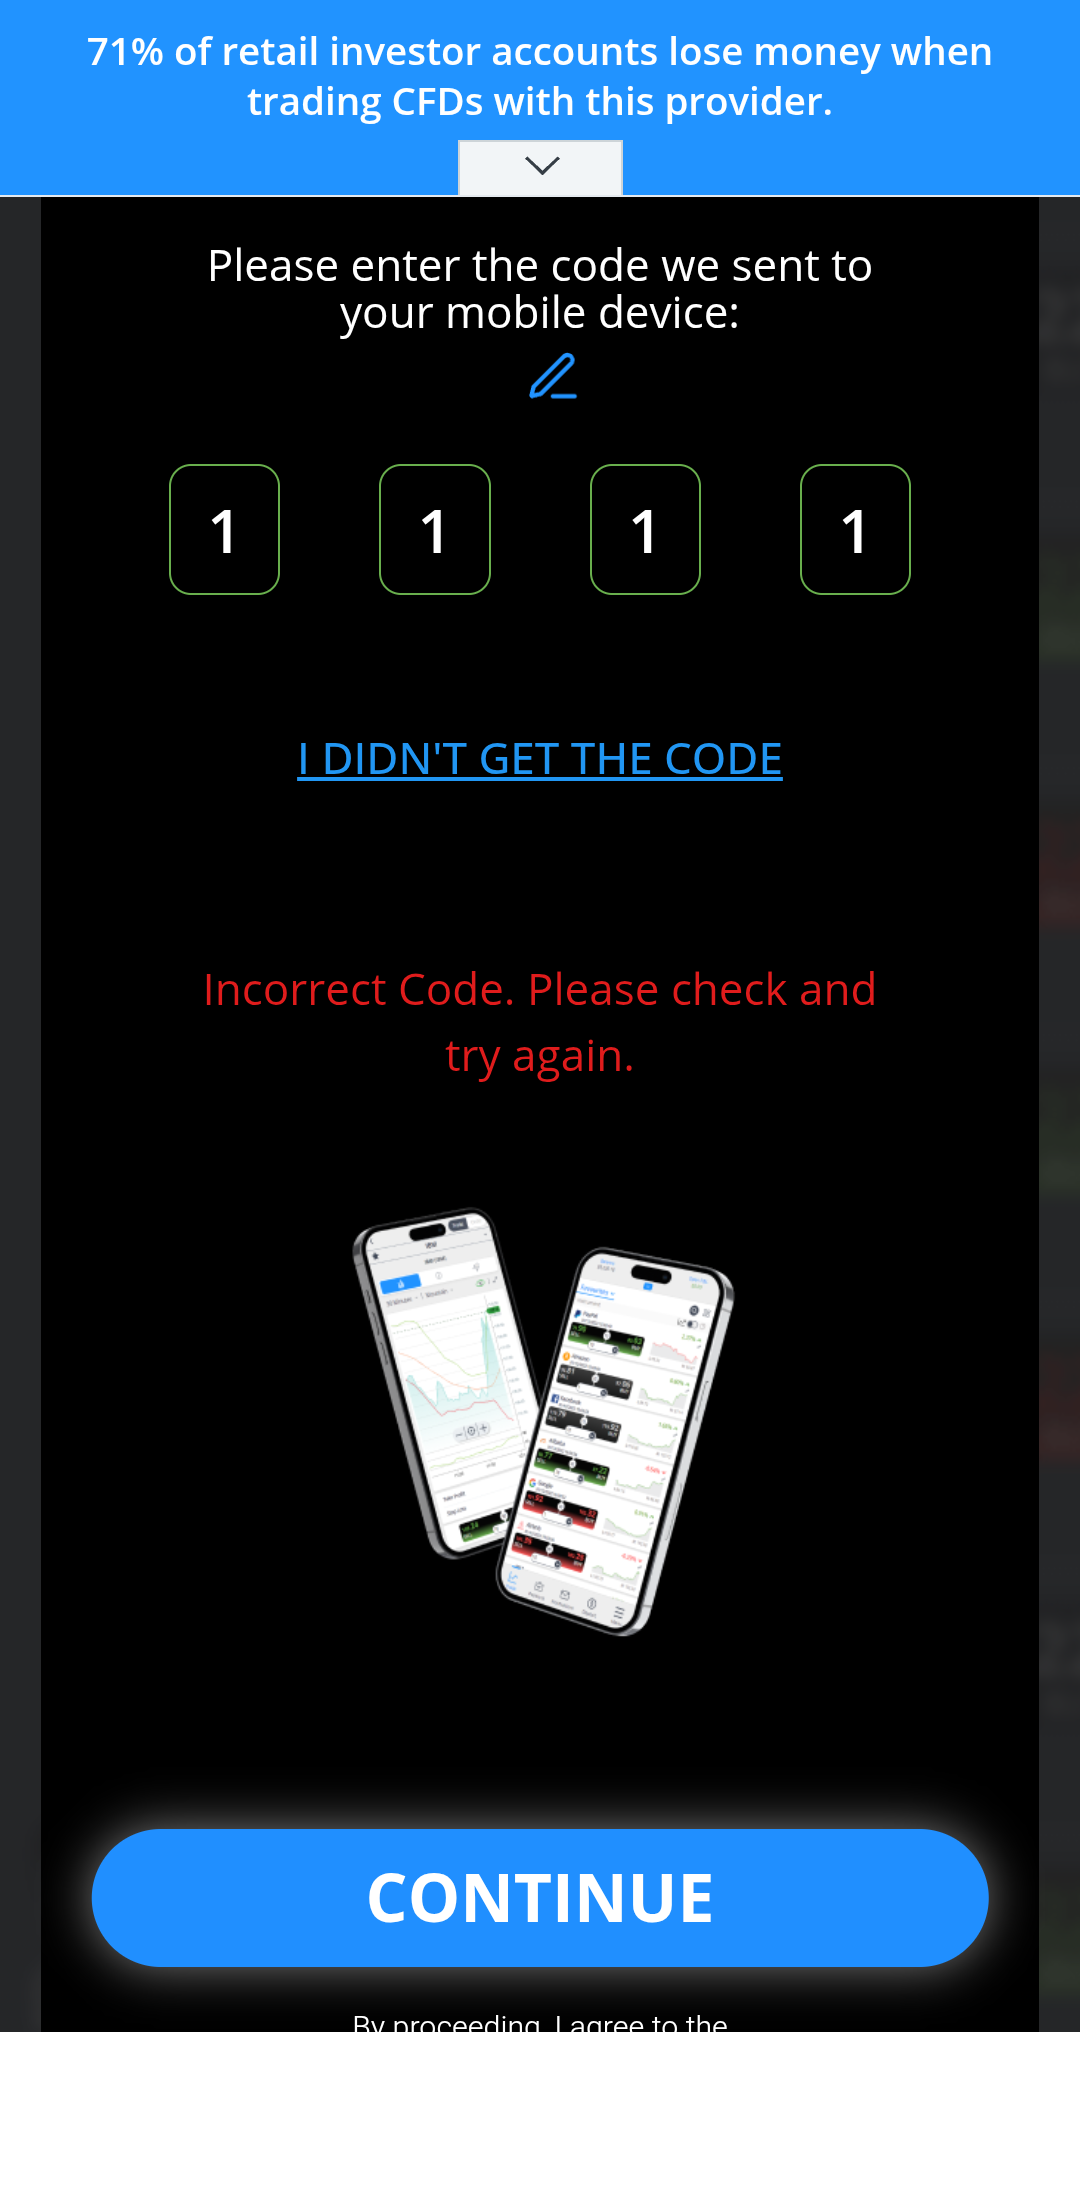 71% of retail investor accounts lose money when
trading CFDs with this provider.
Please enter the code we sent to
your mobile device:
1 1 1 1
I DIDN'T GET THE CODE
Incorrect Code. Please check and
try again.
CONTINUE
By proceeding, I agree to the